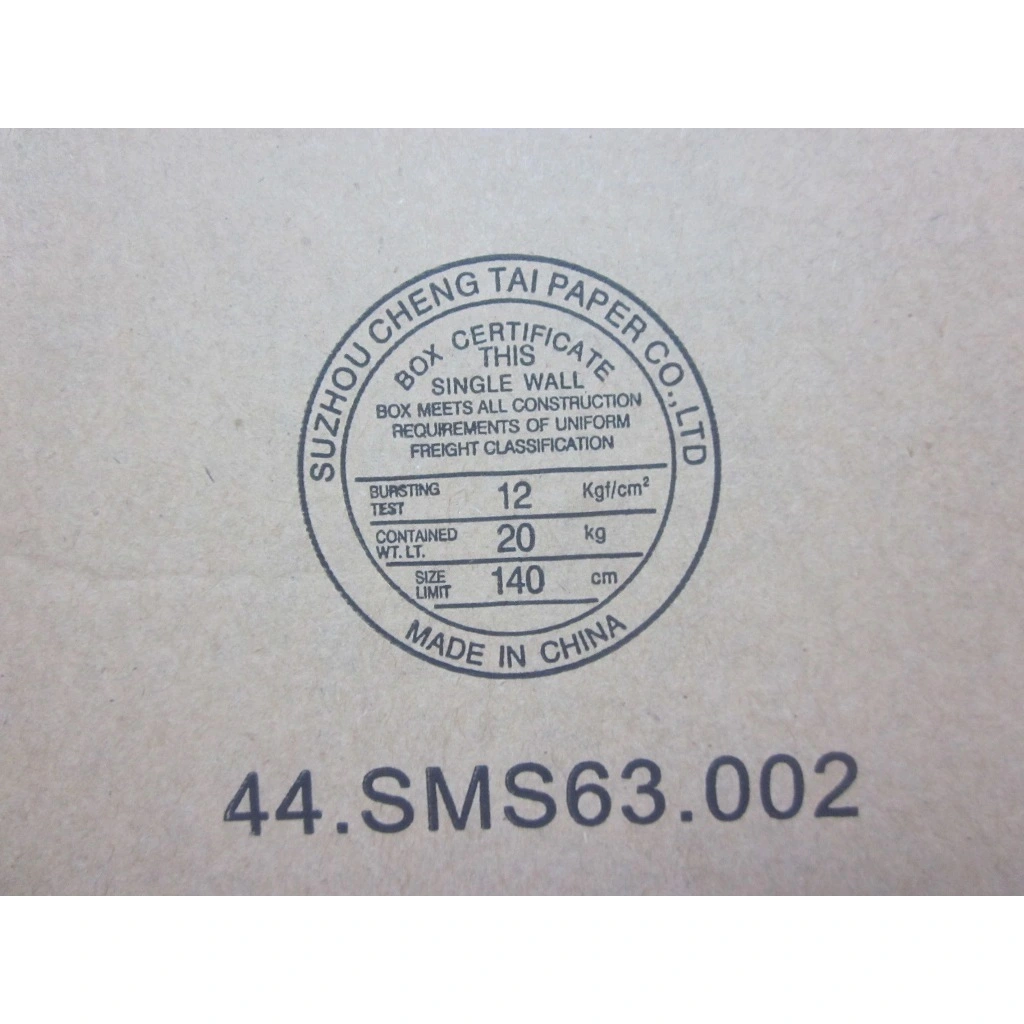 SUZHOU CHENG TAI PAPER CO.,LTD
BOX CERTIFICATE
THIS
SINGLE WALL
BOX MEETS ALL CONSTRUCTION
REQUIREMENTS OF UNIFORM
FREIGHT CLASSIFICATION
BURSTING TEST 12 Kgf/cm²
CONTAINED WT. LT. 20 kg
SIZE LIMIT 140 cm
MADE IN CHINA
44.SMS63.002